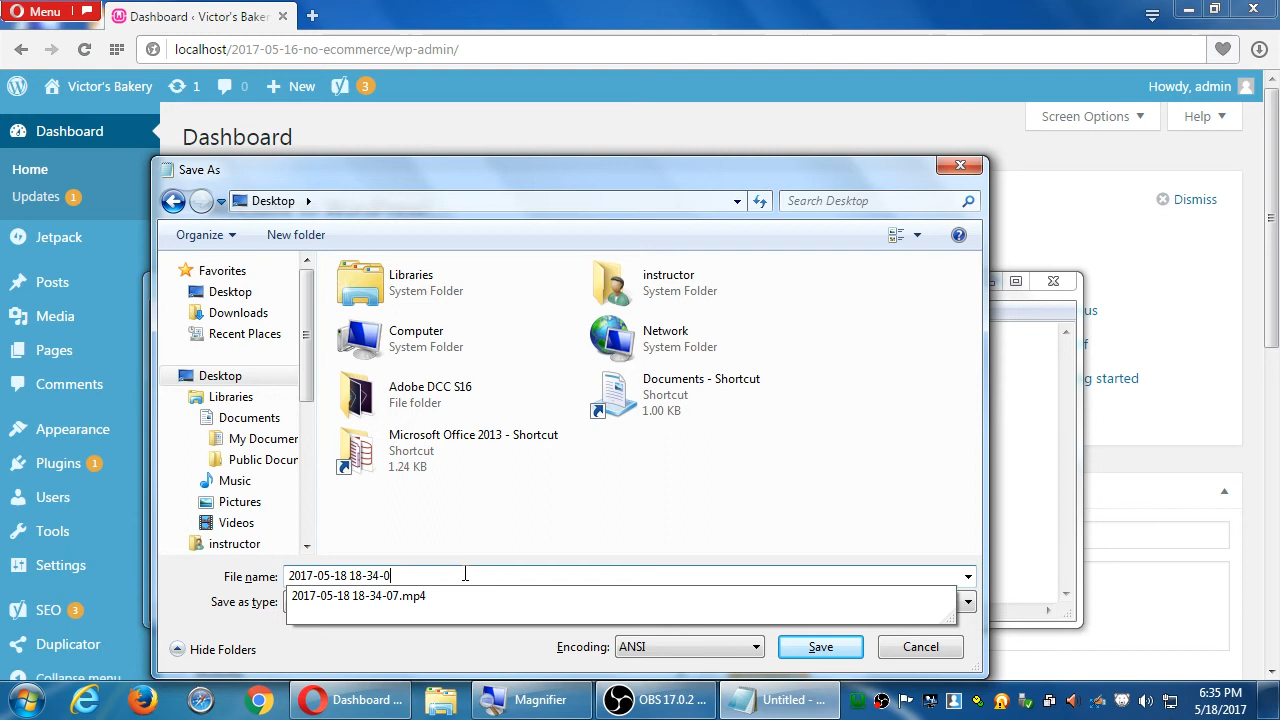 Menu
Dashboard ‹ Victor's Baker
localhost/2017-05-16-no-ecommerce/wp-admin/
Victor's Bakery
1
0
New
3
Howdy, admin
Dashboard
Home
Updates 1
Jetpack
Posts
Media
Pages
Comments
Appearance
Plugins 1
Users
Tools
Settings
SEO 3
Duplicator
Collapse menu
Dashboard
Screen Options
Help
Dismiss
us
f
ing started
Save As
Desktop
Search Desktop
Organize
New folder
Favorites
Desktop
Downloads
Recent Places
Desktop
Libraries
Documents
My Documer
Public Docur
Music
Pictures
Videos
instructor
Libraries
System Folder
instructor
System Folder
Computer
System Folder
Network
System Folder
Adobe DCC S16
File folder
Documents - Shortcut
Shortcut
1.00 KB
Microsoft Office 2013 - Shortcut
Shortcut
1.24 KB
File name: 2017-05-18 18-34-0
2017-05-18 18-34-07.mp4
Save as type:
Hide Folders
Encoding: ANSI
Save
Cancel
Dashboard ...
Magnifier
OBS 17.0.2 ...
Untitled - ...
6:35 PM
5/18/2017